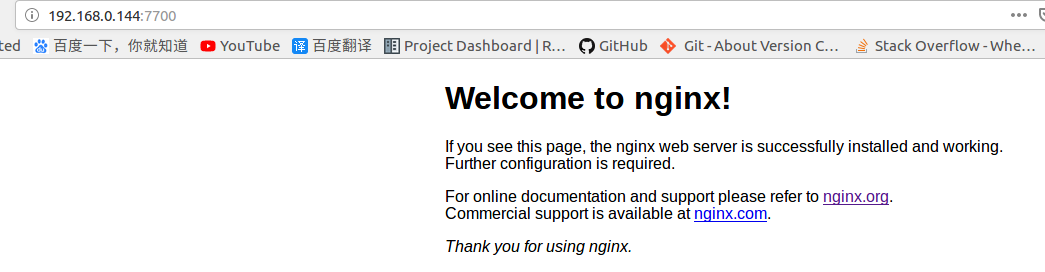 192.168.0.144:7700
ted 百度一下，你就知道 YouTube 译 百度翻译 Project Dashboard | R… GitHub Git - About Version C… Stack Overflow - Whe…
Welcome to nginx!
If you see this page, the nginx web server is successfully installed and working.
Further configuration is required.
For online documentation and support please refer to nginx.org.
Commercial support is available at nginx.com.
Thank you for using nginx.